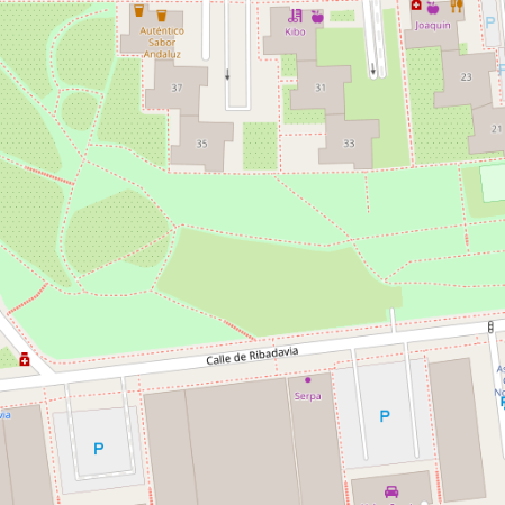 Auténtico
Sabor
Andaluz
Kibo
Joaquín
P
37
31
23
21
35
33
Calle de Ribadavia
Serpa
P
P